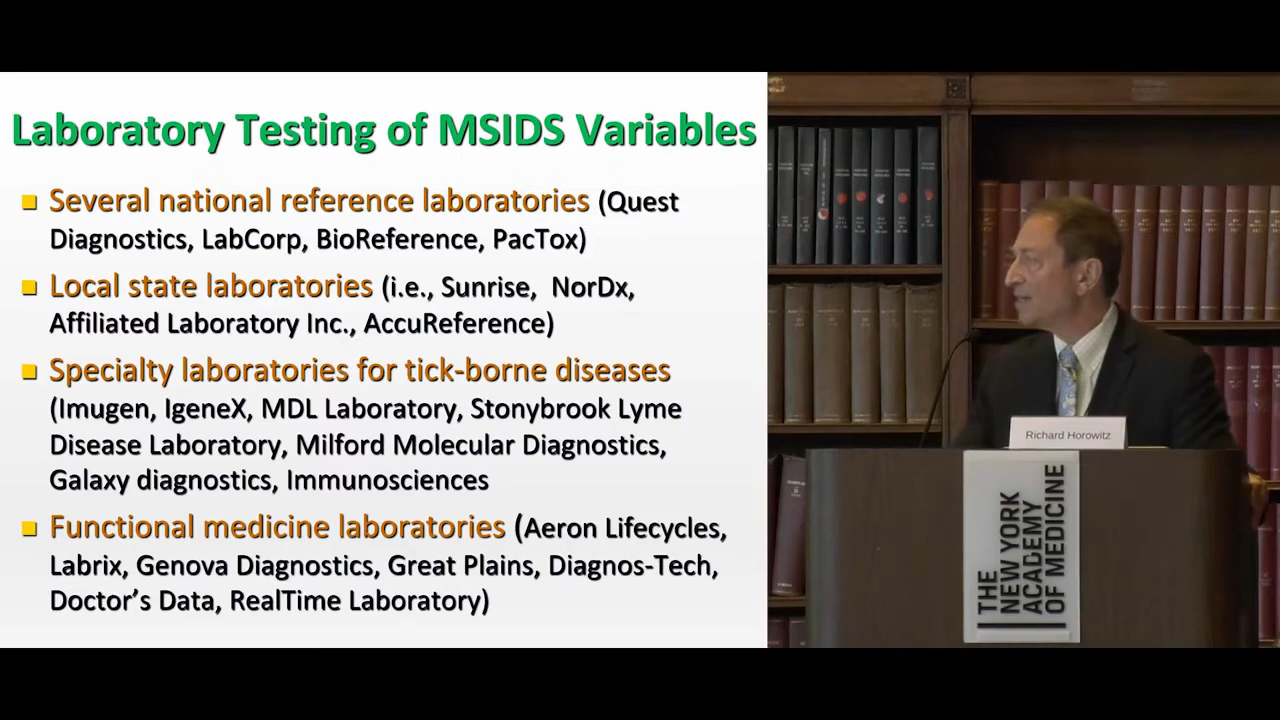 Laboratory Testing of MSIDS Variables
Several national reference laboratories (Quest
Diagnostics, LabCorp, BioReference, PacTox)
Local state laboratories (i.e., Sunrise, NorDx,
Affiliated Laboratory Inc., AccuReference)
Specialty laboratories for tick-borne diseases
(Imugen, IgeneX, MDL Laboratory, Stonybrook Lyme
Disease Laboratory, Milford Molecular Diagnostics,
Galaxy diagnostics, Immunosciences
Functional medicine laboratories (Aeron Lifecycles,
Labrix, Genova Diagnostics, Great Plains, Diagnos-Tech,
Doctor's Data, RealTime Laboratory)
Richard Horowitz
THE
NEW YORK
ACADEMY
OF MEDICINE